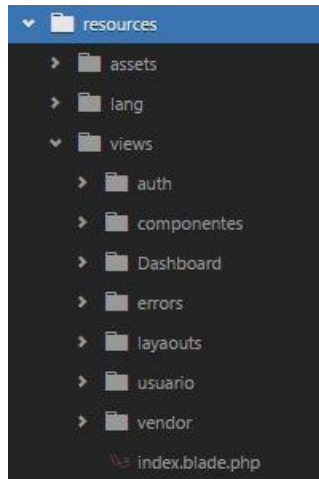 resources
assets
lang
views
auth
componentes
Dashboard
errors
layaouts
usuario
vendor
index.blade.php